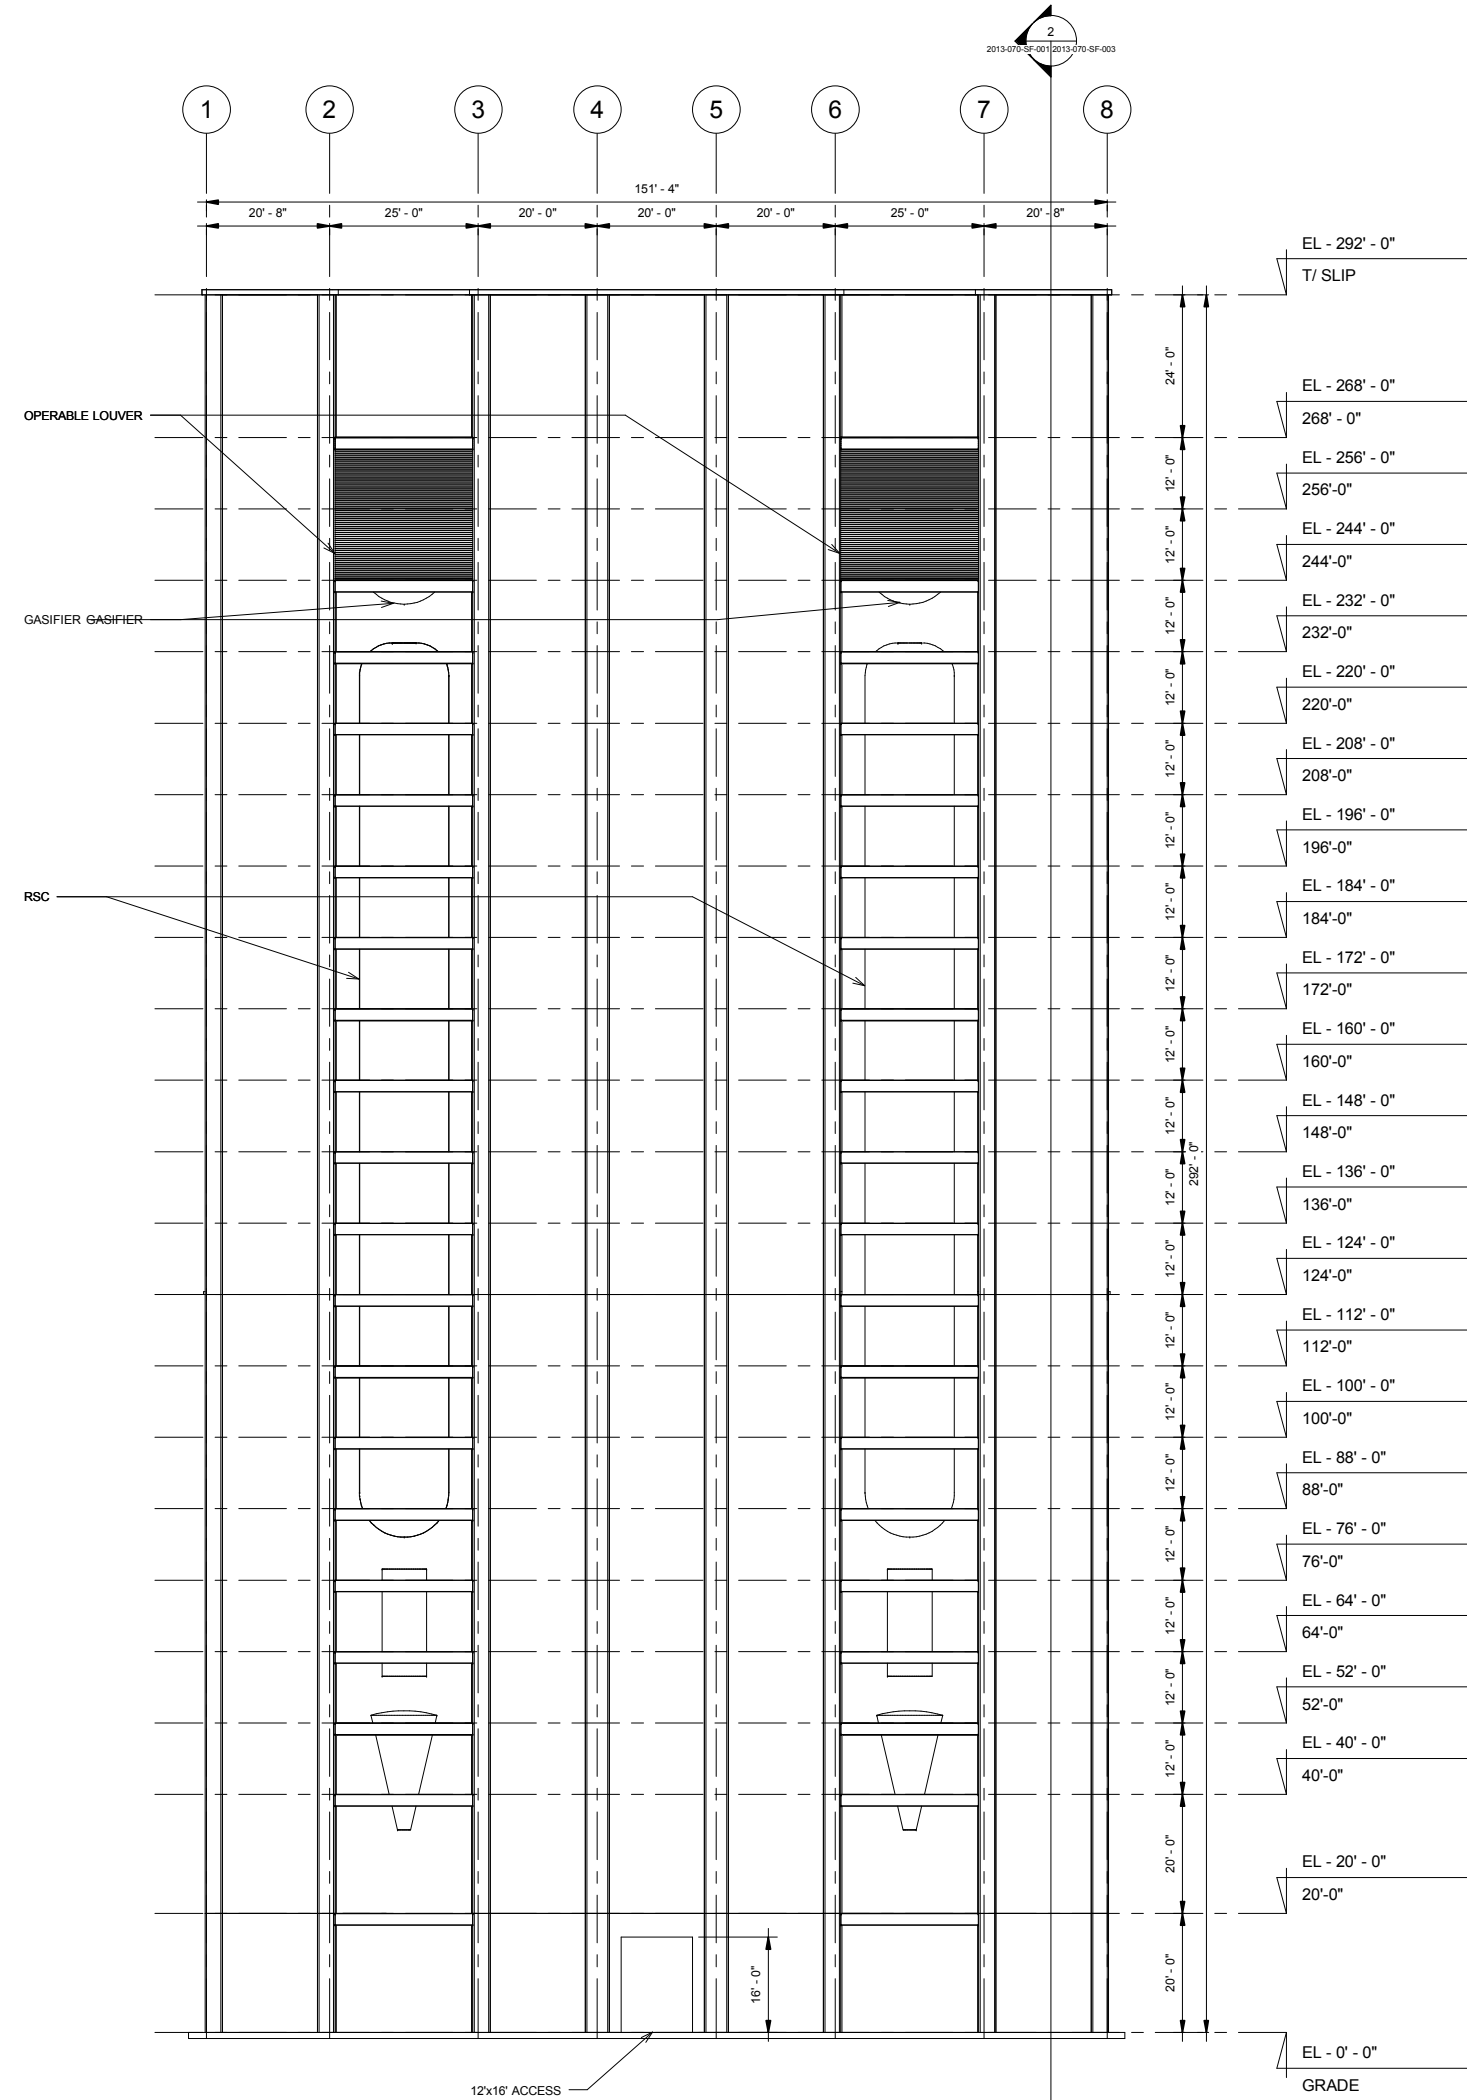 2
2013-070-SF-001 2013-070-SF-003
1 2 3 4 5 6 7 8
151' - 4"
20' - 8" 25' - 0" 20' - 0" 20' - 0" 20' - 0" 25' - 0" 20' - 8"
EL - 292' - 0"
T/ SLIP
24' - 0"
EL - 268' - 0"
268' - 0"
OPERABLE LOUVER
12' - 0"
EL - 256' - 0"
256'-0"
12' - 0"
EL - 244' - 0"
244'-0"
GASIFIER GASIFIER
12' - 0"
EL - 232' - 0"
232'-0"
12' - 0"
EL - 220' - 0"
220'-0"
12' - 0"
EL - 208' - 0"
208'-0"
12' - 0"
EL - 196' - 0"
196'-0"
RSC
12' - 0"
EL - 184' - 0"
184'-0"
12' - 0"
EL - 172' - 0"
172'-0"
12' - 0"
EL - 160' - 0"
160'-0"
12' - 0"
EL - 148' - 0"
148'-0"
292' - 0"
12' - 0"
EL - 136' - 0"
136'-0"
12' - 0"
EL - 124' - 0"
124'-0"
12' - 0"
EL - 112' - 0"
112'-0"
12' - 0"
EL - 100' - 0"
100'-0"
12' - 0"
EL - 88' - 0"
88'-0"
12' - 0"
EL - 76' - 0"
76'-0"
12' - 0"
EL - 64' - 0"
64'-0"
12' - 0"
EL - 52' - 0"
52'-0"
12' - 0"
EL - 40' - 0"
40'-0"
20' - 0"
EL - 20' - 0"
20'-0"
20' - 0"
16' - 0"
EL - 0' - 0"
GRADE
12'x16' ACCESS